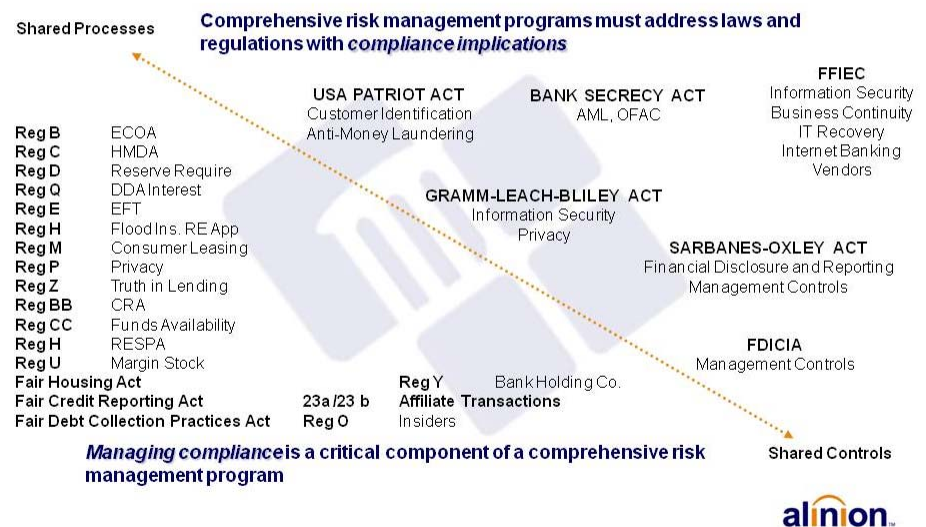 Shared Processes
Comprehensive risk management programs must address laws and
regulations with compliance implications
USA PATRIOT ACT
Customer Identification
Anti-Money Laundering
BANK SECRECY ACT
AML, OFAC
FFIEC
Information Security
Business Continuity
IT Recovery
Internet Banking
Vendors
GRAMM-LEACH-BLILEY ACT
Information Security
Privacy
SARBANES-OXLEY ACT
Financial Disclosure and Reporting
Management Controls
FDICIA
Management Controls
Reg B ECOA
Reg C HMDA
Reg D Reserve Require
Reg Q DDA Interest
Reg E EFT
Reg H Flood Ins. RE App
Reg M Consumer Leasing
Reg P Privacy
Reg Z Truth in Lending
Reg BB CRA
Reg CC Funds Availability
Reg H RESPA
Reg U Margin Stock
Fair Housing Act Reg Y Bank Holding Co.
Fair Credit Reporting Act 23a/23 b Affiliate Transactions
Fair Debt Collection Practices Act Reg O Insiders
Managing compliance is a critical component of a comprehensive risk
management program
Shared Controls
alinion™